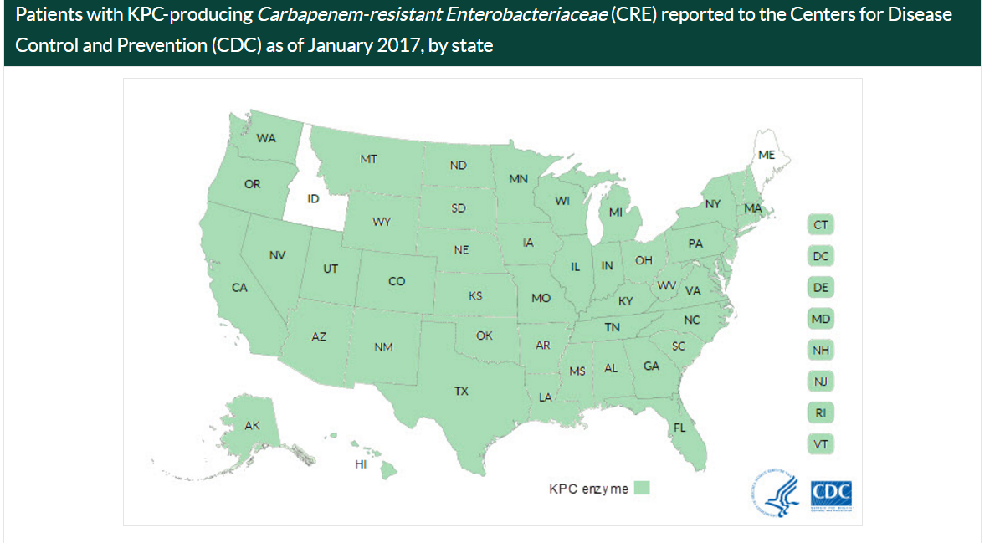 Patients with KPC-producing Carbapenem-resistant Enterobacteriaceae (CRE) reported to the Centers for Disease
Control and Prevention (CDC) as of January 2017, by state
WA
MT
ND
MN
ME
OR
ID
SD
WI
MI
NY
MA
WY
CT
NE
IA
PA
NV
UT
CO
IL
IN
OH
DC
CA
KS
MO
KY
WV
VA
DE
AZ
NM
OK
AR
TN
NC
MD
SC
MS
AL
GA
NH
TX
LA
NJ
AK
FL
RI
HI
VT
KPC enzyme
CDC